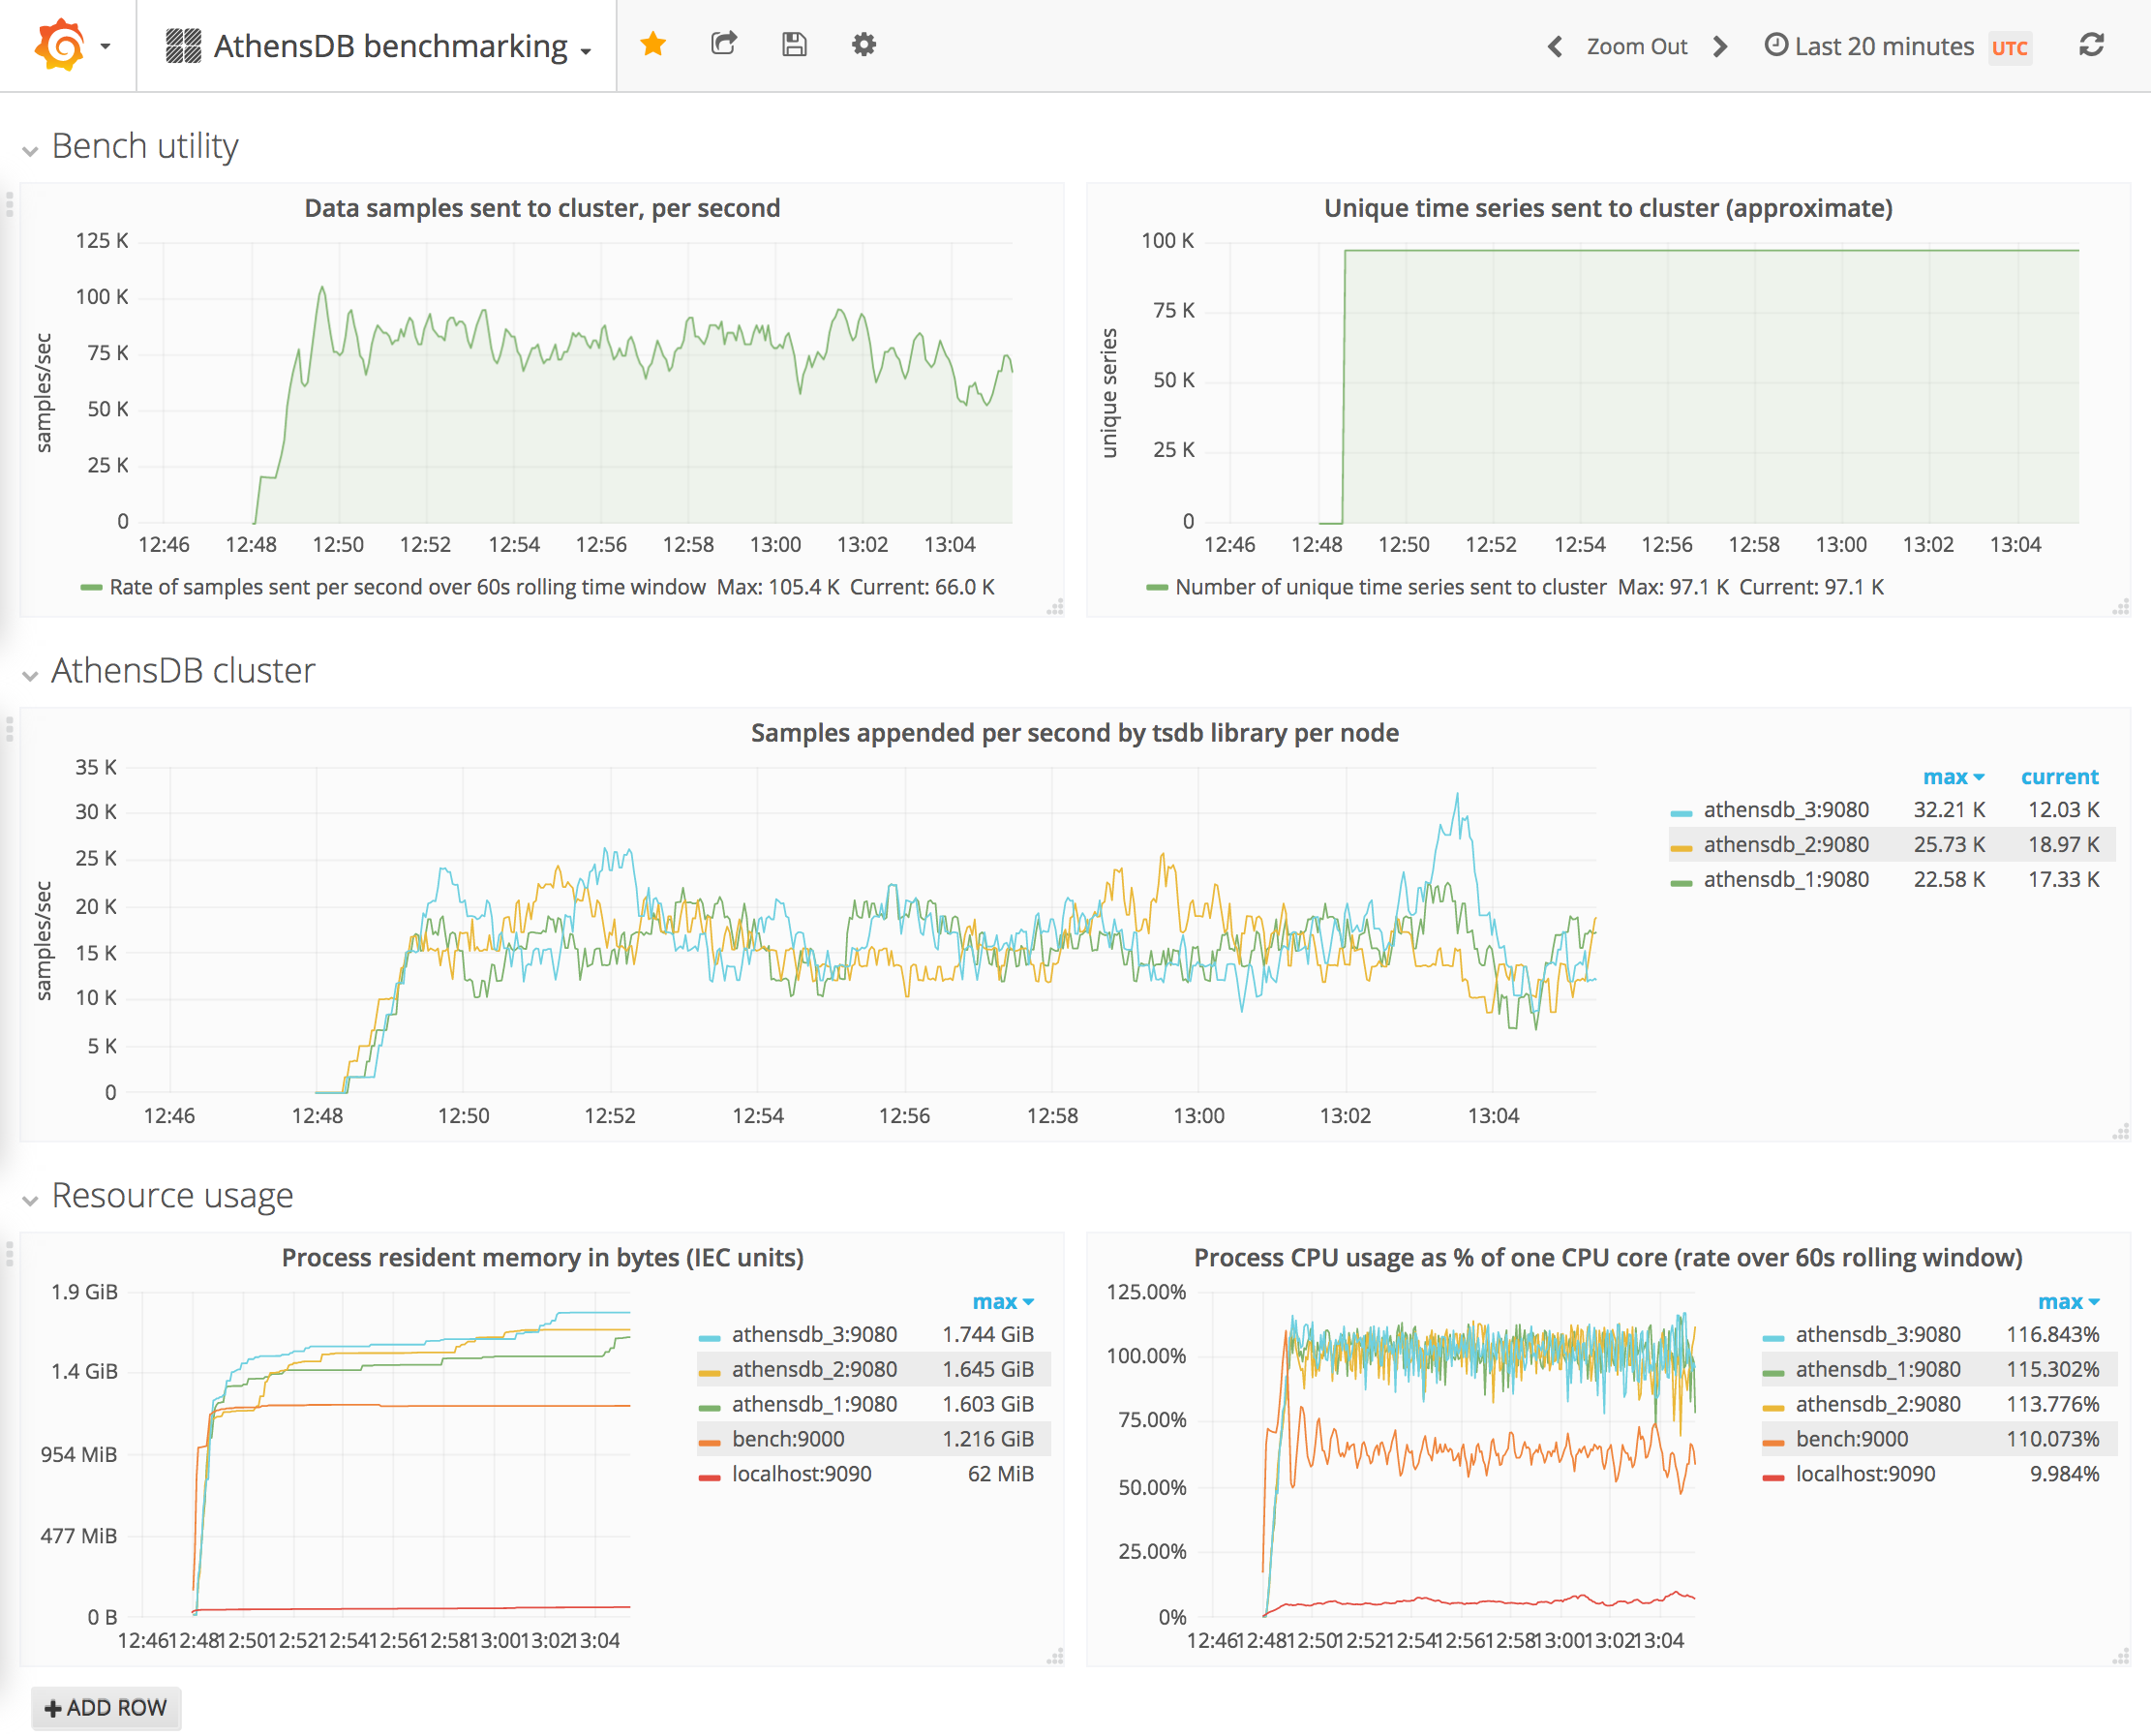 AthensDB benchmarking
Zoom Out
Last 20 minutes UTC
Bench utility
Data samples sent to cluster, per second
125 K
100 K
75 K
50 K
25 K
0
samples/sec
12:46 12:48 12:50 12:52 12:54 12:56 12:58 13:00 13:02 13:04
Rate of samples sent per second over 60s rolling time window Max: 105.4 K Current: 66.0 K
Unique time series sent to cluster (approximate)
100 K
75 K
50 K
25 K
0
unique series
12:46 12:48 12:50 12:52 12:54 12:56 12:58 13:00 13:02 13:04
Number of unique time series sent to cluster Max: 97.1 K Current: 97.1 K
AthensDB cluster
Samples appended per second by tsdb library per node
35 K
30 K
25 K
20 K
15 K
10 K
5 K
0
samples/sec
12:46 12:48 12:50 12:52 12:54 12:56 12:58 13:00 13:02 13:04
max current
athensdb_3:9080 32.21 K 12.03 K
athensdb_2:9080 25.73 K 18.97 K
athensdb_1:9080 22.58 K 17.33 K
Resource usage
Process resident memory in bytes (IEC units)
1.9 GiB
1.4 GiB
954 MiB
477 MiB
0 B
12:46 12:48 12:50 12:52 12:54 12:56 12:58 13:00 13:02 13:04
max
athensdb_3:9080 1.744 GiB
athensdb_2:9080 1.645 GiB
athensdb_1:9080 1.603 GiB
bench:9000 1.216 GiB
localhost:9090 62 MiB
Process CPU usage as % of one CPU core (rate over 60s rolling window)
125.00%
100.00%
75.00%
50.00%
25.00%
0%
12:46 12:48 12:50 12:52 12:54 12:56 12:58 13:00 13:02 13:04
max
athensdb_3:9080 116.843%
athensdb_1:9080 115.302%
athensdb_2:9080 113.776%
bench:9000 110.073%
localhost:9090 9.984%
ADD ROW